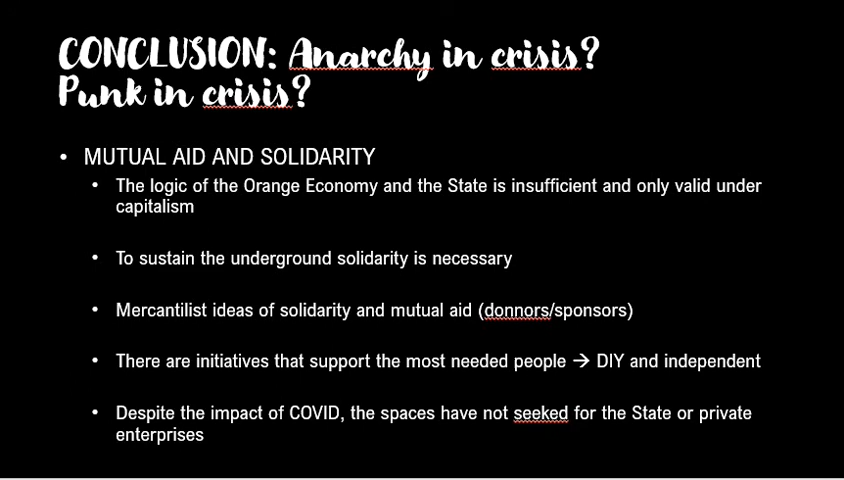 CONCLUSION: Anarchy in crisis?
Punk in crisis?
• MUTUAL AID AND SOLIDARITY
• The logic of the Orange Economy and the State is insufficient and only valid under
capitalism
• To sustain the underground solidarity is necessary
• Mercantilist ideas of solidarity and mutual aid (donnors/sponsors)
• There are initiatives that support the most needed people → DIY and independent
• Despite the impact of COVID, the spaces have not seeked for the State or private
enterprises